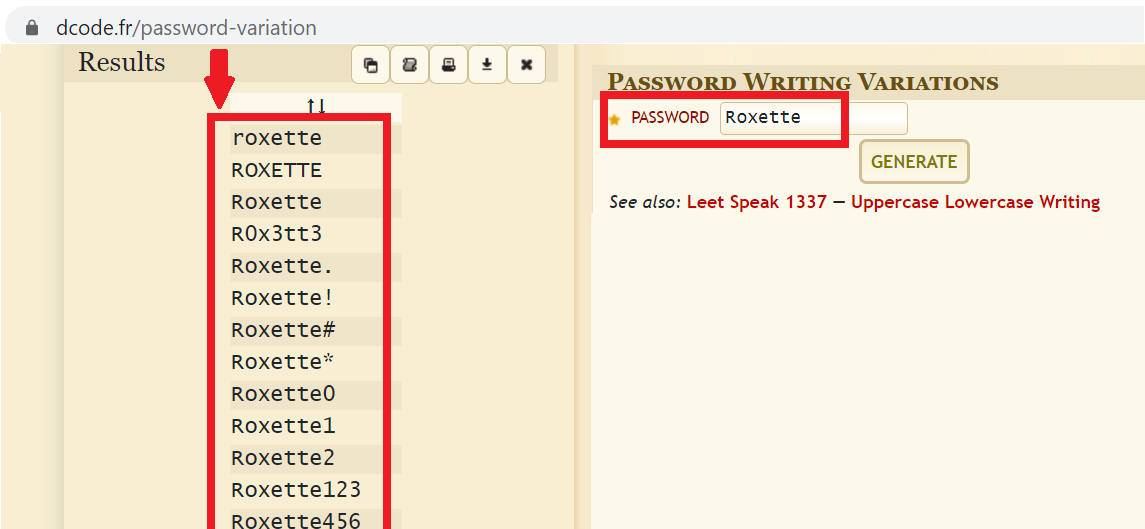 dcode.fr/password-variation
Results
↑↓
roxette
ROXETTE
Roxette
R0x3tt3
Roxette.
Roxette!
Roxette#
Roxette*
Roxette0
Roxette1
Roxette2
Roxette123
Roxette456
Password Writing Variations
PASSWORD Roxette
GENERATE
See also: Leet Speak 1337 — Uppercase Lowercase Writing